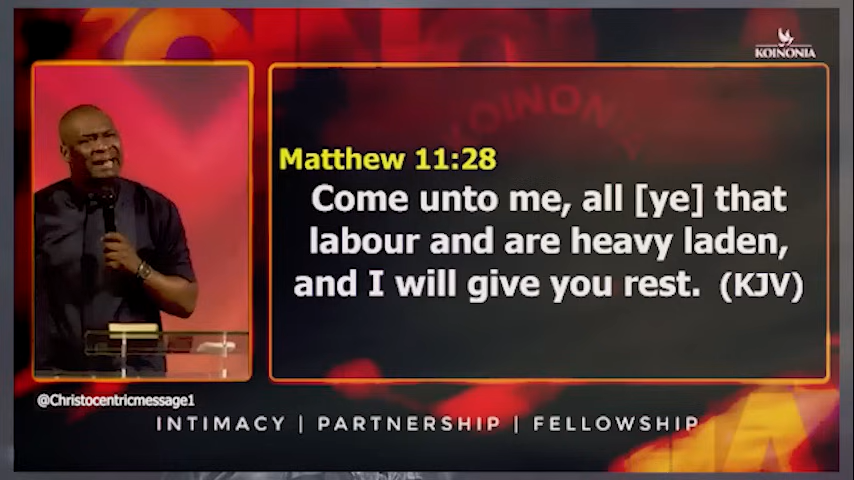 KOINONIA
KOINONIA
Matthew 11:28
Come unto me, all [ye] that
labour and are heavy laden,
and I will give you rest. (KJV)
@Christocentricmessage1
INTIMACY | PARTNERSHIP | FELLOWSHIP